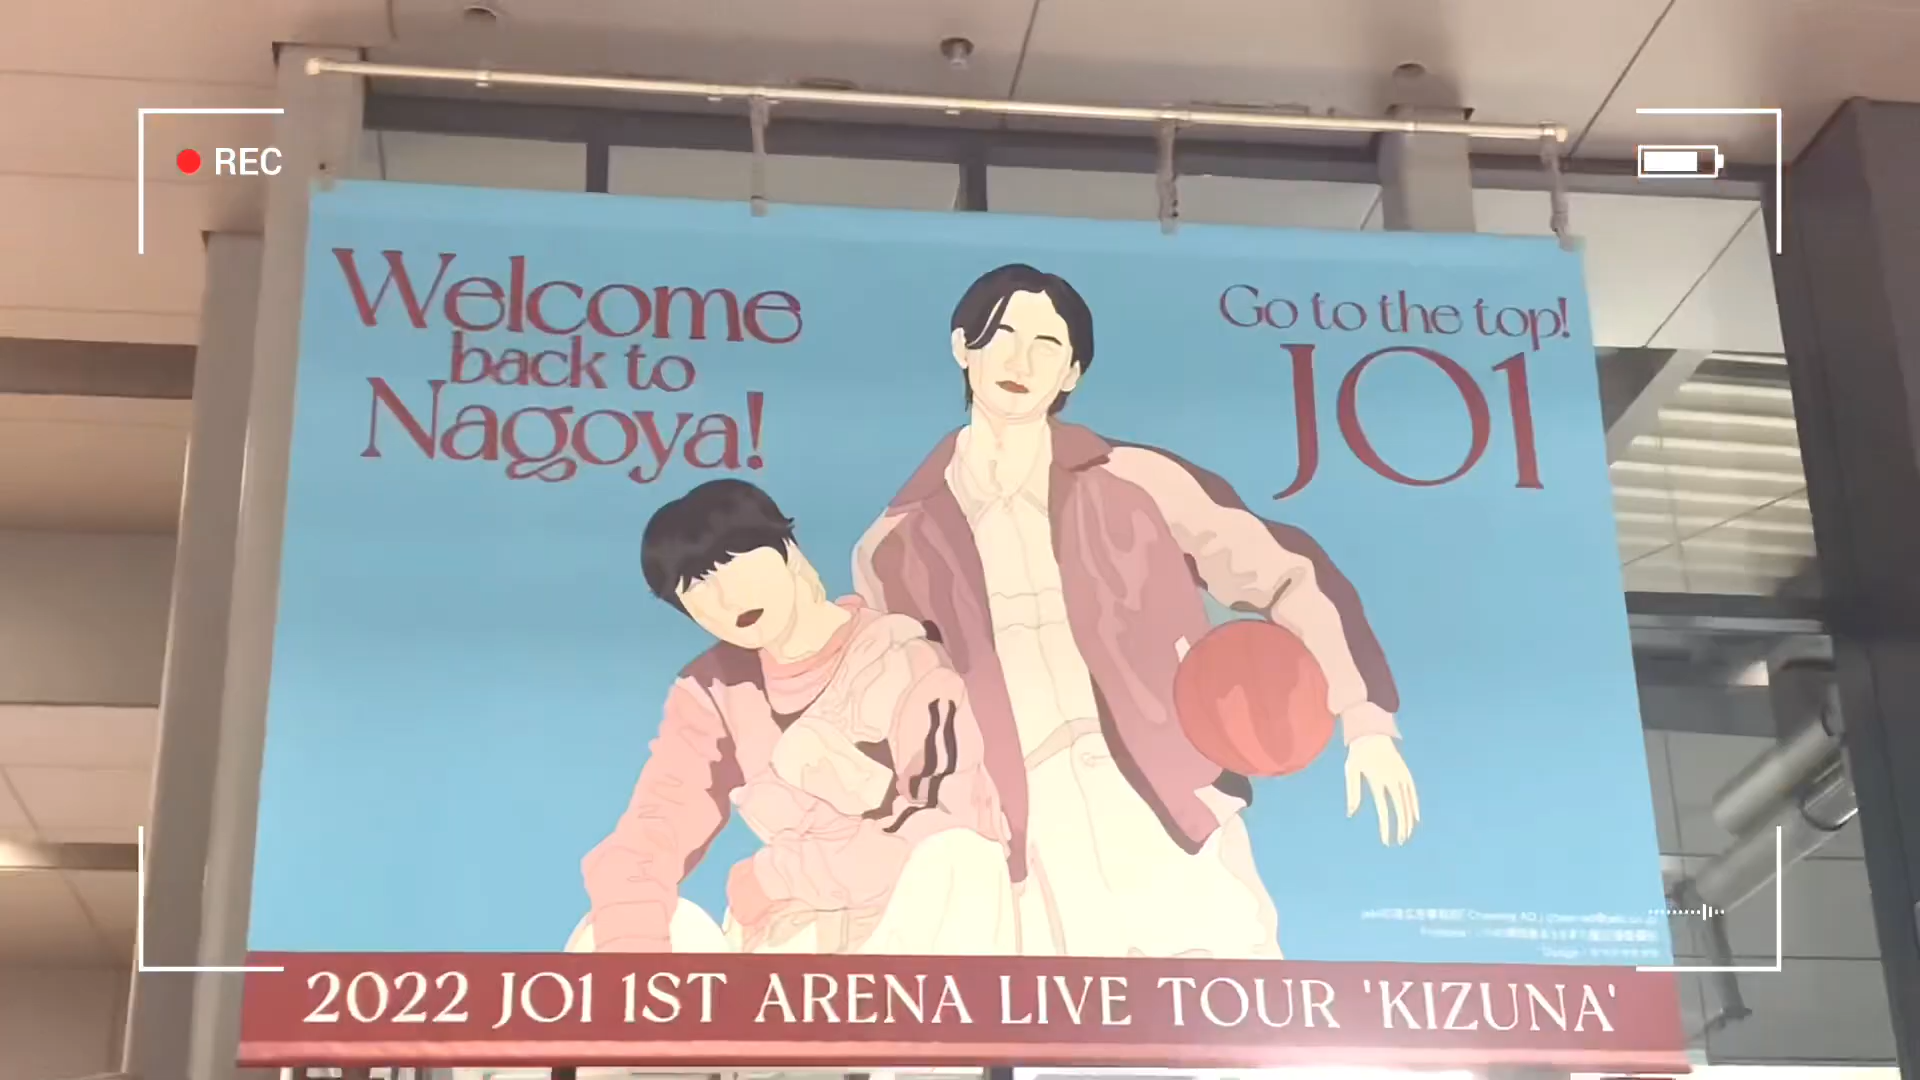 REC
Welcome
back to
Nagoya!
Go to the top!
JO1
2022 JO1 1ST ARENA LIVE TOUR 'KIZUNA'